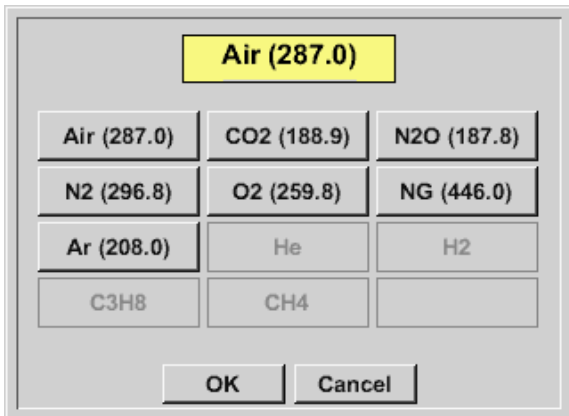 Air (287.0)
Air (287.0) CO2 (188.9) N2O (187.8)
N2 (296.8) O2 (259.8) NG (446.0)
Ar (208.0) He H2
C3H8 CH4
OK Cancel